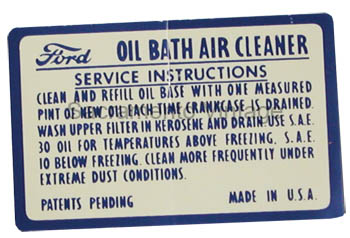 Ford OIL BATH AIR CLEANER
SERVICE INSTRUCTIONS
CLEAN AND REFILL OIL BASE WITH ONE MEASURED
PINT OF NEW OIL EACH TIME CRANKCASE IS DRAINED.
WASH UPPER FILTER IN KEROSENE AND DRAIN USE S.A.E.
30 OIL FOR TEMPERATURES ABOVE FREEZING, S.A.E.
10 BELOW FREEZING. CLEAN MORE FREQUENTLY UNDER
EXTREME DUST CONDITIONS.
PATENTS PENDING MADE IN U.S.A.